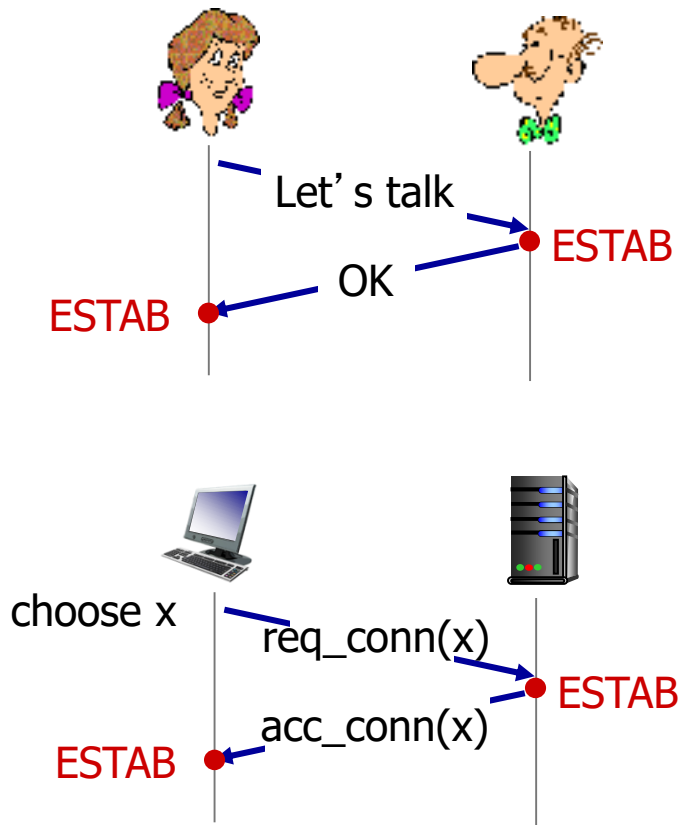 Let’ s talk
ESTAB
OK
ESTAB
choose x
req_conn(x)
ESTAB
acc_conn(x)
ESTAB